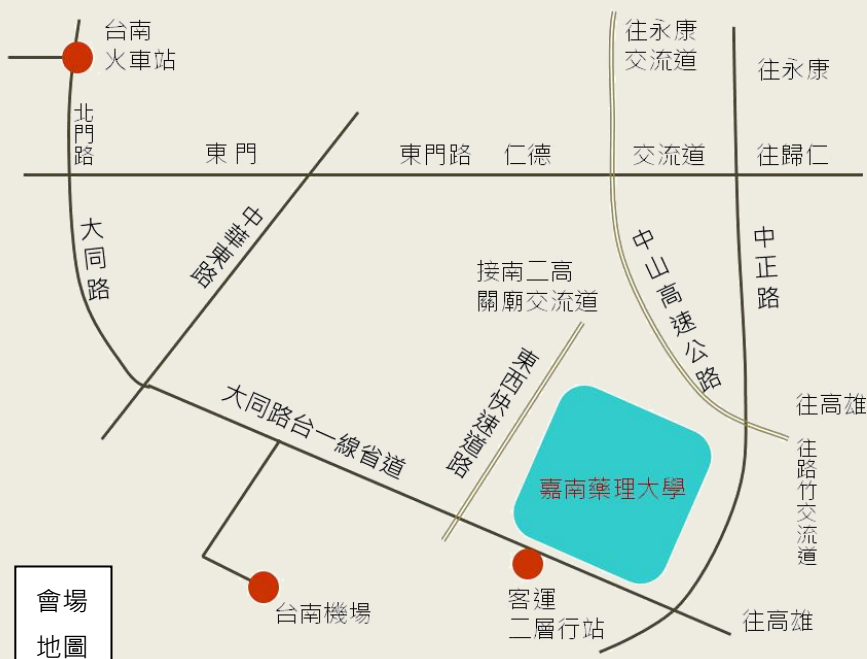 台南
火車站
往永康
交流道
往永康
北門路
東 門
東門路
仁德
交流道
往歸仁
大同路
中華東路
中山高速公路
中正路
接南二高
關廟交流道
東西快速道路
大同路台一線省道
往高雄
往路竹交流道
嘉南藥理大學
台南機場
客運
二層行站
往高雄
會場
地圖